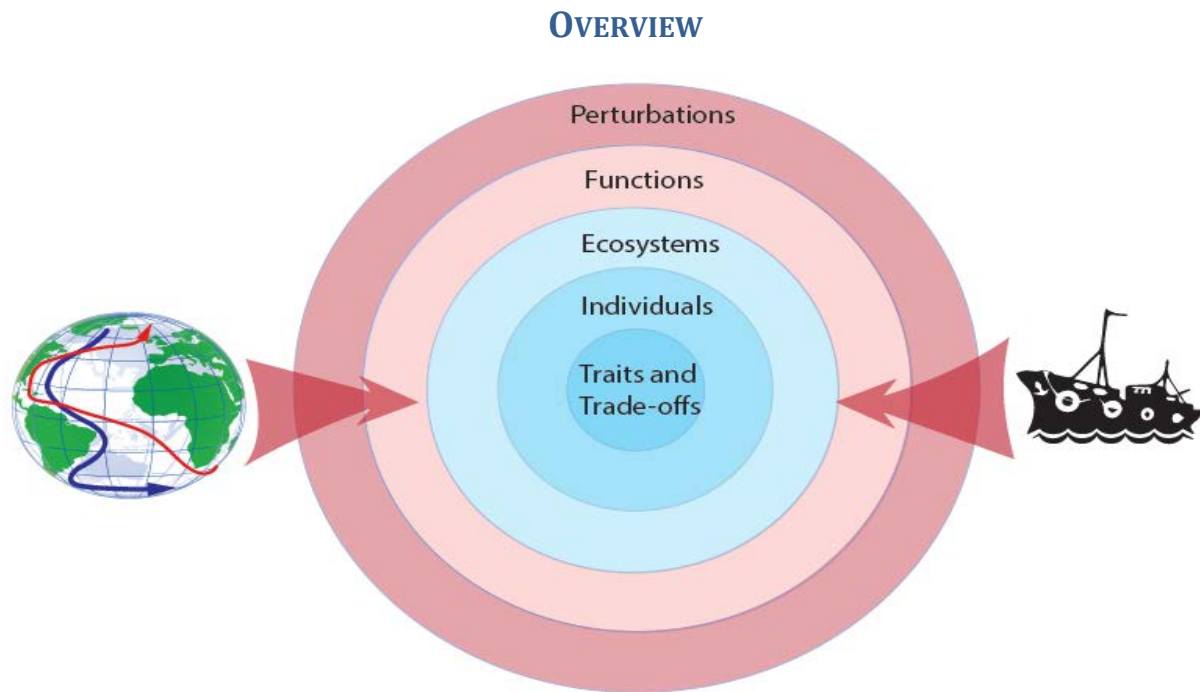 OVERVIEW
Perturbations
Functions
Ecosystems
Individuals
Traits and
Trade-offs